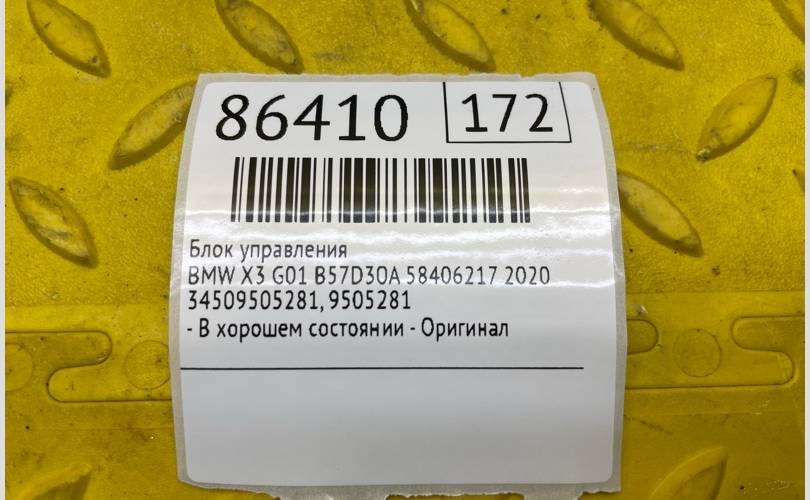 86410 172
Блок управления
BMW X3 G01 B57D30A 58406217 2020
34509505281, 9505281
- В хорошем состоянии - Оригинал